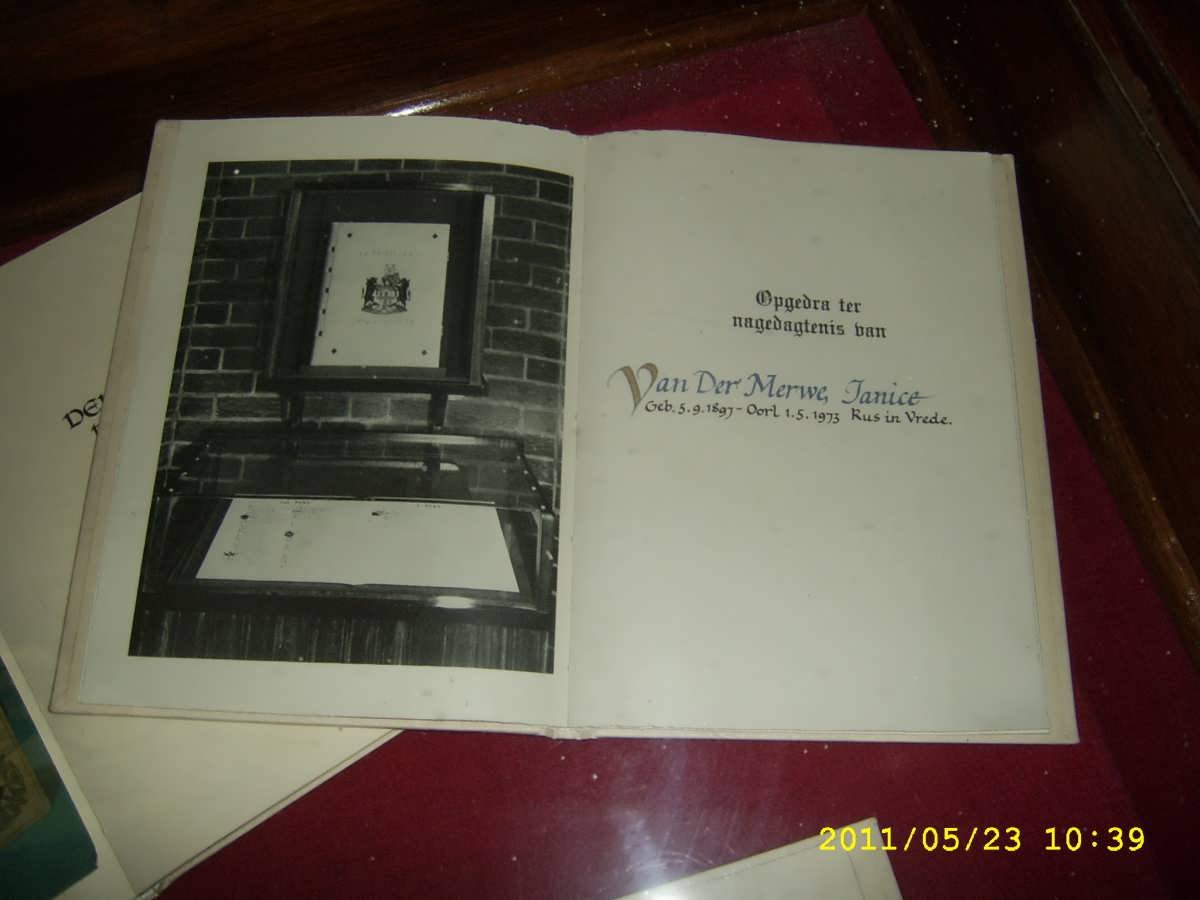 DE
Opgedra ter
nagedagtenis van
Van Der Merwe, Janice
Geb. 5.9.1897 - Oorl 1.5.1973 Rus in Vrede.
2011/05/23 10:39